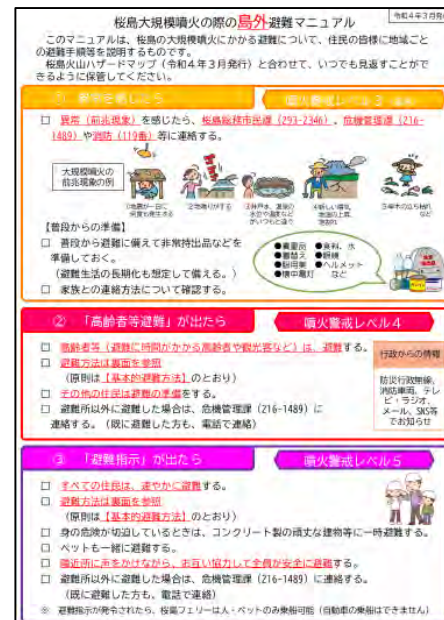 令和4年3月発行
桜島大規模噴火の際の島外避難マニュアル
このマニュアルは、桜島の大規模噴火にかかる避難について、住民の皆様に地域ごと
の避難手順等を説明するものです。
桜島火山ハザードマップ（令和4年3月発行）と合わせて、いつでも見返すことがで
きるように保管してください。
① 異常を感じたら
噴火警戒レベル3
□ 異常（前兆現象）を感じたら、桜島総務市民課（293-2346）、危機管理課（216-
1489）や消防（119番）等に連絡する。
大規模噴火の
前兆現象の例
②地鳴りがする
【普段からの準備】
□ 普段から避難に備えて非常持出品などを
準備しておく。
（避難生活の長期化も想定して備える。）
□ 家族との連絡方法について確認する。
●貴重品 ●食料、水
●着替え ●眼鏡
●常用薬 ●ヘルメット
●懐中電灯 など
② 「高齢者等避難」が出たら
噴火警戒レベル4
□ 高齢者等（避難に時間がかかる高齢者や観光客など）は、避難する。
□ 避難方法は裏面を参照
（原則は【基本的避難方法】のとおり）
□ その他の住民は避難の準備をする。
□ 避難所以外に避難した場合は、危機管理課（216-1489）に
連絡する。（既に避難した方も、電話で連絡）
行政からの情報
防災行政無線、
消防車両、テレ
ビ・ラジオ、
メール、SNS等
でお知らせ
③ 「避難指示」が出たら
噴火警戒レベル5
□ すべての住民は、速やかに避難する。
□ 避難方法は裏面を参照
（原則は【基本的避難方法】のとおり）
□ 身の危険が切迫しているときは、コンクリート製の頑丈な建物等に一時避難する。
□ ペットも一緒に避難する。
□ 隣近所に声をかけながら、お互い協力して全員が安全に避難する。
□ 避難所以外に避難した場合は、危機管理課（216-1489）に連絡する。
（既に避難した方も、電話で連絡）
※ 避難指示が発令されたら、桜島フェリーは人・ペットのみ乗船可能（自動車の乗船はできません）